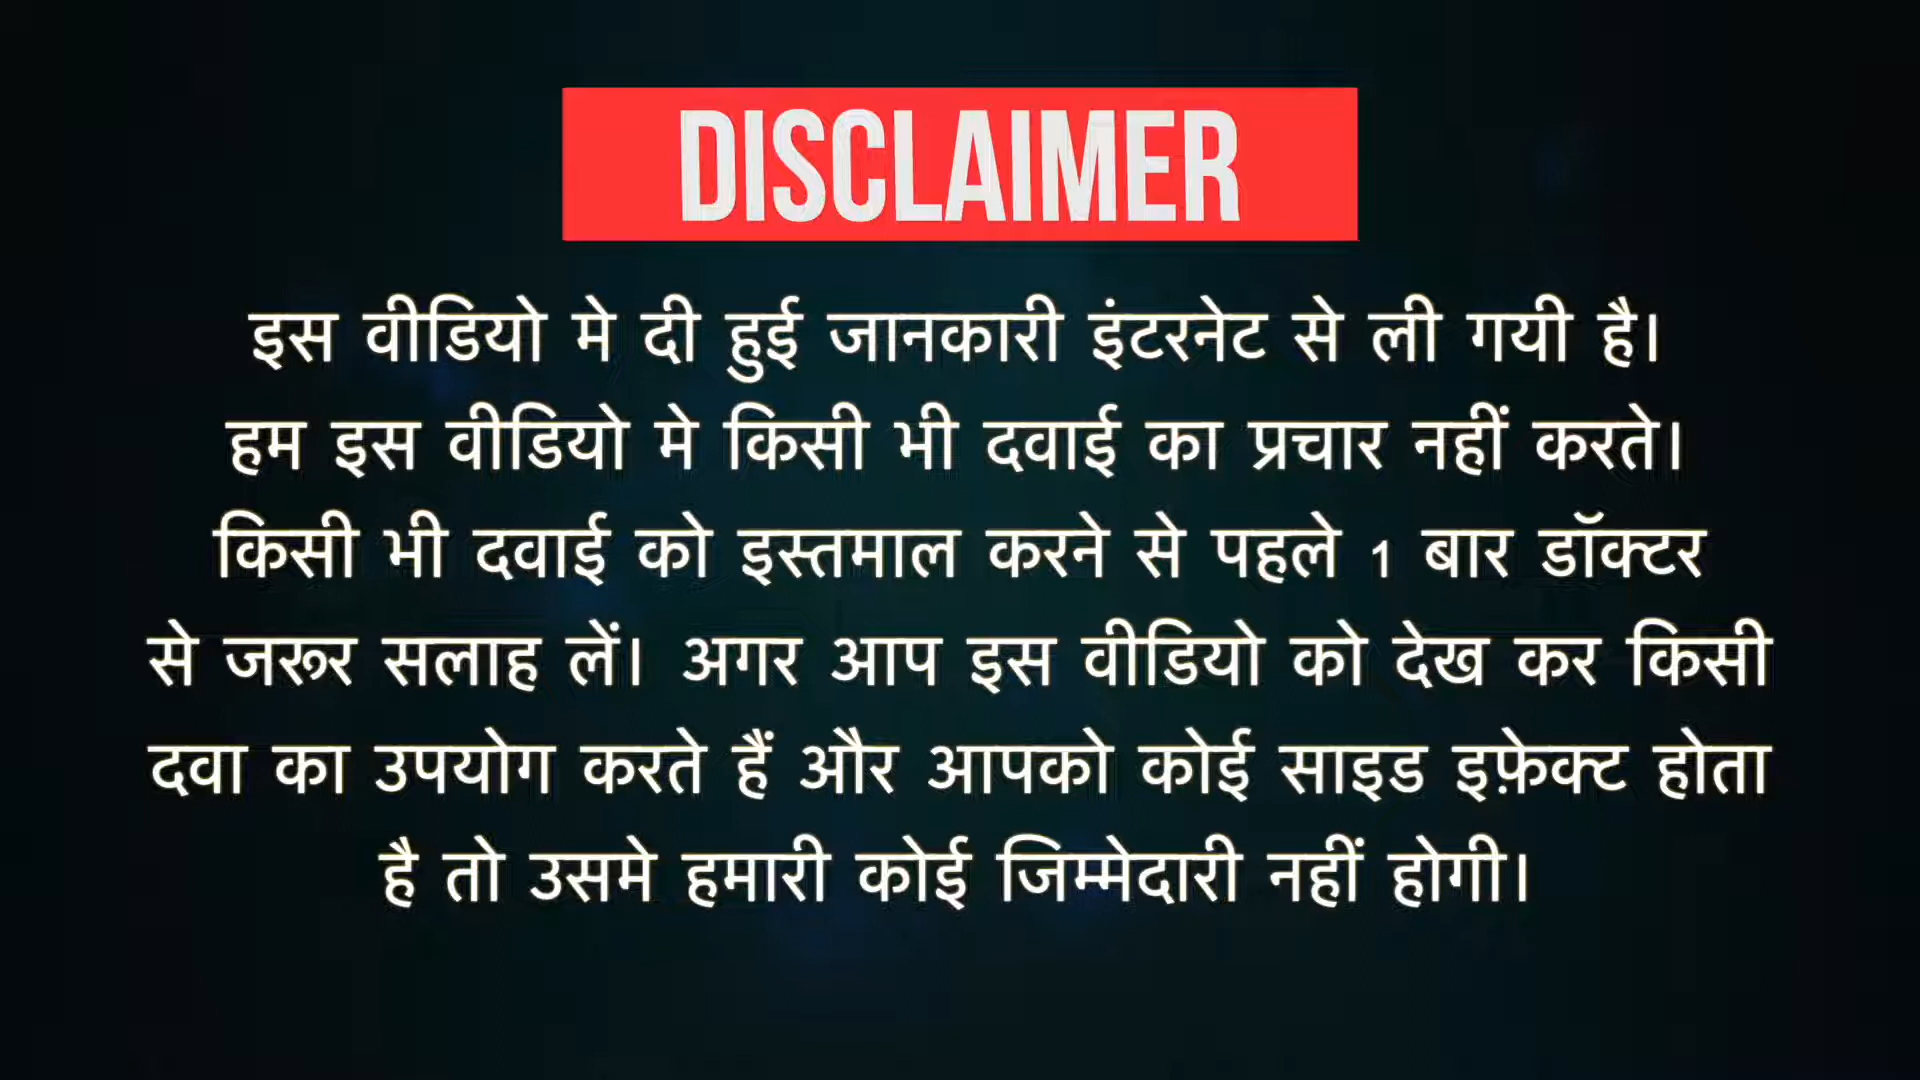 DISCLAIMER
इस वीडियो मे दी हुई जानकारी इंटरनेट से ली गयी है।
हम इस वीडियो मे किसी भी दवाई का प्रचार नहीं करते।
किसी भी दवाई को इस्तमाल करने से पहले 1 बार डॉक्टर
से जरूर सलाह लें। अगर आप इस वीडियो को देख कर किसी
दवा का उपयोग करते हैं और आपको कोई साइड इफ़ेक्ट होता
है तो उसमे हमारी कोई जिम्मेदारी नहीं होगी।